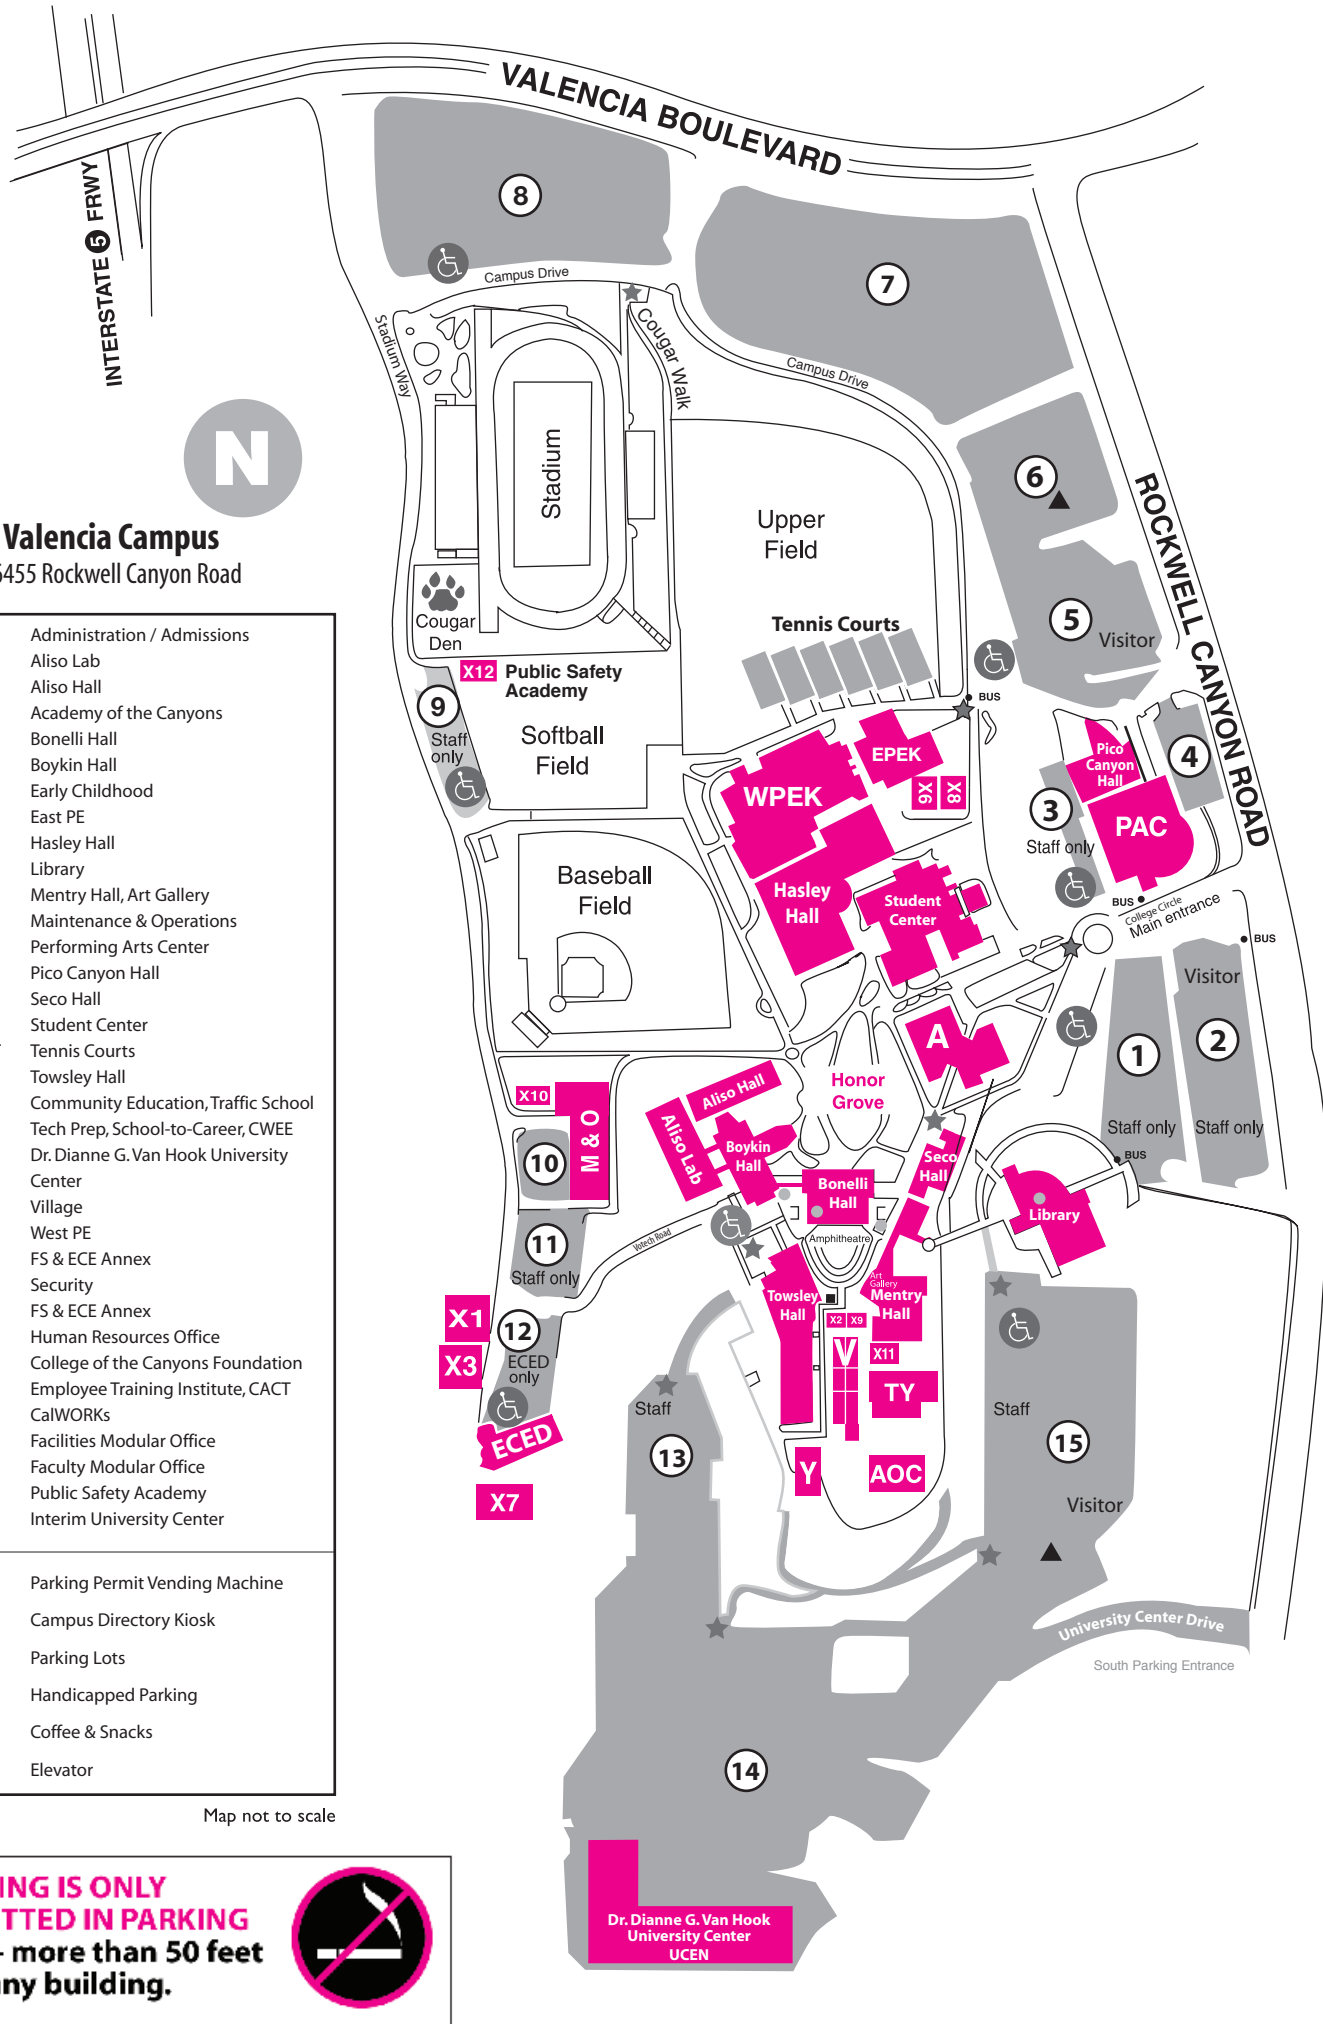 VALENCIA BOULEVARD
INTERSTATE 5 FRWY
8
7
Campus Drive
Stadium Way
Cougar Walk
Campus Drive
N
Stadium
6
ROCKWELL CANYON ROAD
Valencia Campus
6455 Rockwell Canyon Road
Upper
Field
Cougar
Den
Tennis Courts
5
Visitor
X12 Public Safety
Academy
9
Staff
only
Softball
Field
BUS
EPEK
WPEK
X6
X8
Pico
Canyon
Hall
4
3
Staff only
PAC
Baseball
Field
Hasley
Hall
Student
Center
BUS
College Circle
Main entrance
BUS
Visitor
A
1
2
Honor
Grove
Staff only
Staff only
BUS
X10
M & O
Aliso Hall
Aliso Lab
Boykin
Hall
Seco
Hall
10
Bonelli
Hall
Library
11
Staff only
Votech Road
Amphitheatre
Art
Gallery
Mentry
Hall
Towsley
Hall
X1
12
ECED
only
X2
X9
V
X11
X3
TY
Staff
Staff
ECED
13
15
Y
AOC
X7
Visitor
University Center Drive
South Parking Entrance
14
Dr. Dianne G. Van Hook
University Center
UCEN
Administration / Admissions
Aliso Lab
Aliso Hall
Academy of the Canyons
Bonelli Hall
Boykin Hall
Early Childhood
East PE
Hasley Hall
Library
Mentry Hall, Art Gallery
Maintenance & Operations
Performing Arts Center
Pico Canyon Hall
Seco Hall
Student Center
Tennis Courts
Towsley Hall
Community Education, Traffic School
Tech Prep, School-to-Career, CWEE
Dr. Dianne G. Van Hook University
Center
Village
West PE
FS & ECE Annex
Security
FS & ECE Annex
Human Resources Office
College of the Canyons Foundation
Employee Training Institute, CACT
CalWORKs
Facilities Modular Office
Faculty Modular Office
Public Safety Academy
Interim University Center
Parking Permit Vending Machine
Campus Directory Kiosk
Parking Lots
Handicapped Parking
Coffee & Snacks
Elevator
Map not to scale
ING IS ONLY
TTED IN PARKING
- more than 50 feet
any building.